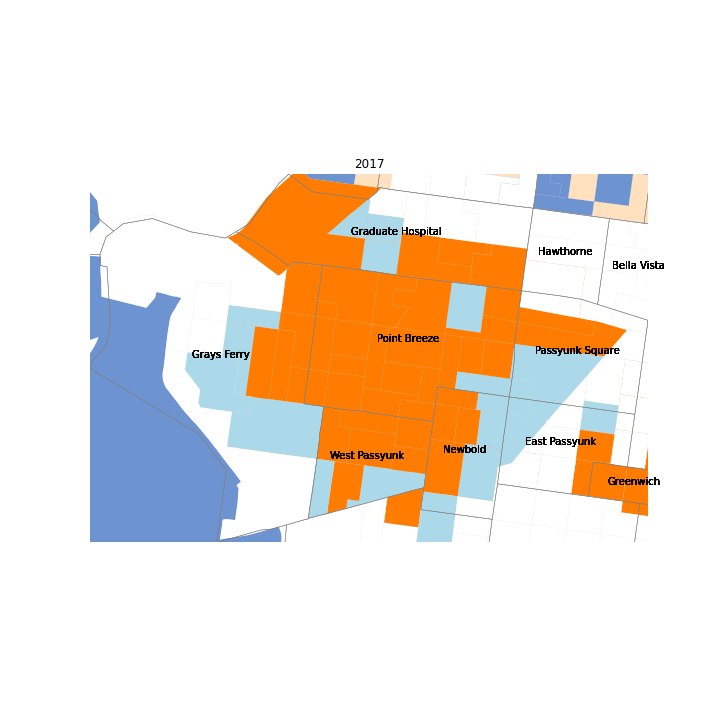 2017
Graduate Hospital
Hawthorne
Bella Vista
Point Breeze
Passyunk Square
Grays Ferry
East Passyunk
Newbold
West Passyunk
Greenwich